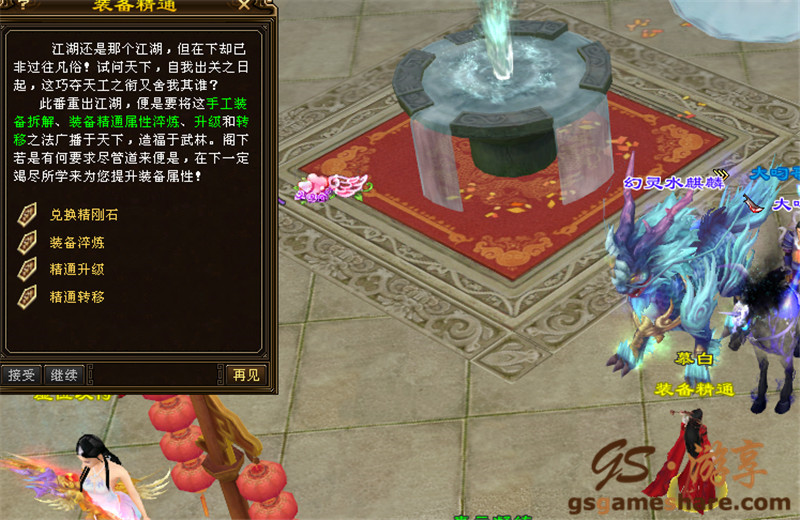 装备精通
江湖还是那个江湖，但在下却已
非过往凡俗！试问天下，自我出关之日
起，这巧夺天工之衔又舍我其谁？
此番重出江湖，便是要将这手工装
备拆解、装备精通属性淬炼、升级和转
移之法广播于天下，造福于武林。阁下
若是有何要求尽管道来便是，在下一定
竭尽所学来为您提升装备属性！
兑换精刚石
装备淬炼
精通升级
精通转移
接受 继续 再见
幻灵水麒麟
慕白
装备精通
GS·游享
gsgameshare.com